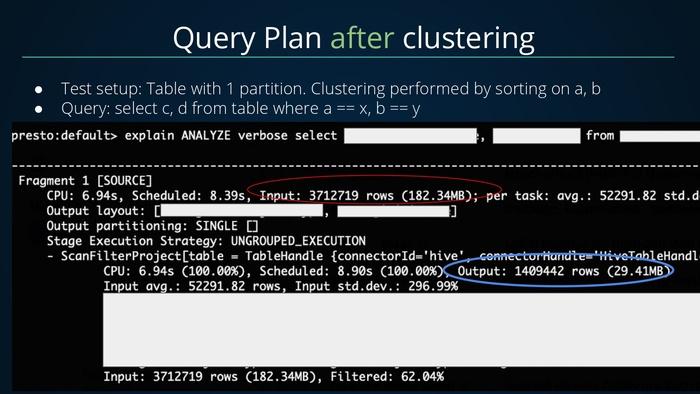 Query Plan after clustering
● Test setup: Table with 1 partition. Clustering performed by sorting on a, b
● Query: select c, d from table where a == x, b == y
presto:default> explain ANALYZE verbose select , from
Fragment 1 [SOURCE]
CPU: 6.94s, Scheduled: 8.39s, Input: 3712719 rows (182.34MB); per task: avg.: 52291.82 std.d
Output layout: [ , ]
Output partitioning: SINGLE []
Stage Execution Strategy: UNGROUPED_EXECUTION
- ScanFilterProject[table = TableHandle {connectorId='hive', connectorHandle='HiveTableHandl
CPU: 6.94s (100.00%), Scheduled: 8.90s (100.00%), Output: 1409442 rows (29.41MB)
Input avg.: 52291.82 rows, Input std.dev.: 296.99%
Input: 3712719 rows (182.34MB), Filtered: 62.04%